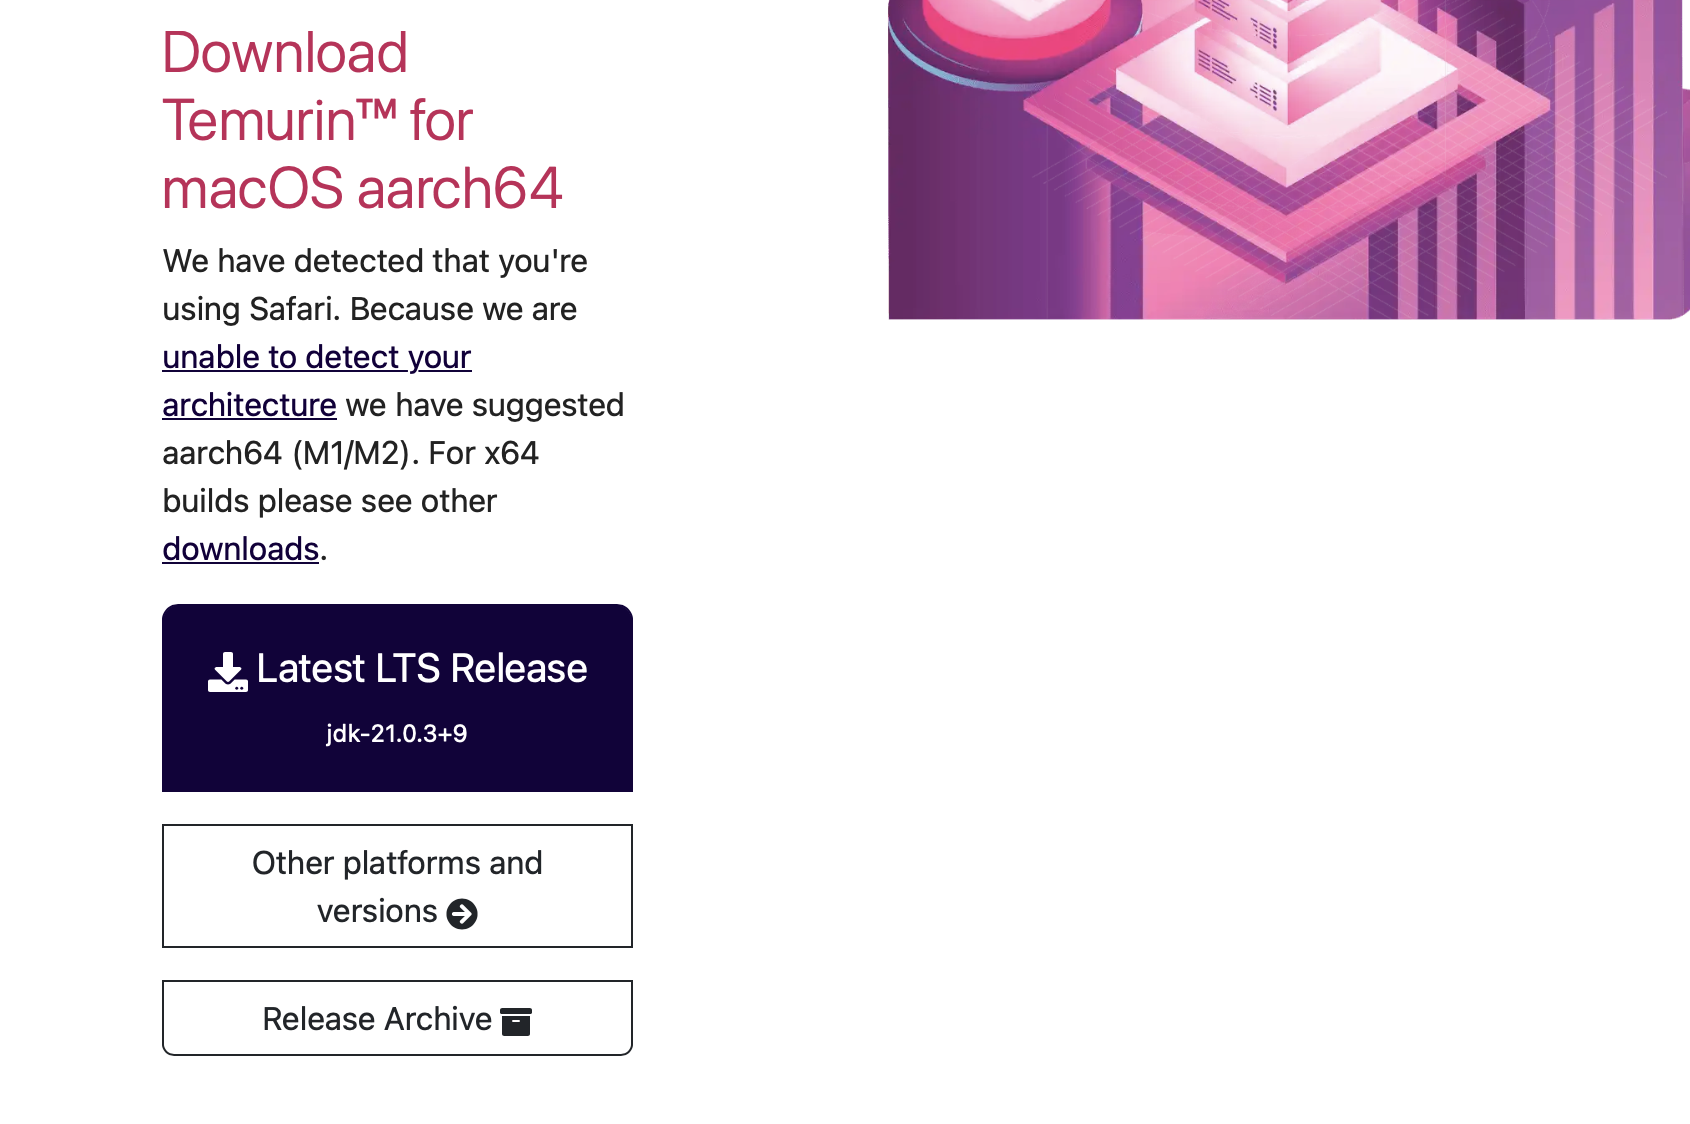 Download
Temurin™ for
macOS aarch64
We have detected that you're
using Safari. Because we are
unable to detect your
architecture we have suggested
aarch64 (M1/M2). For x64
builds please see other
downloads.
Latest LTS Release
jdk-21.0.3+9
Other platforms and
versions
Release Archive